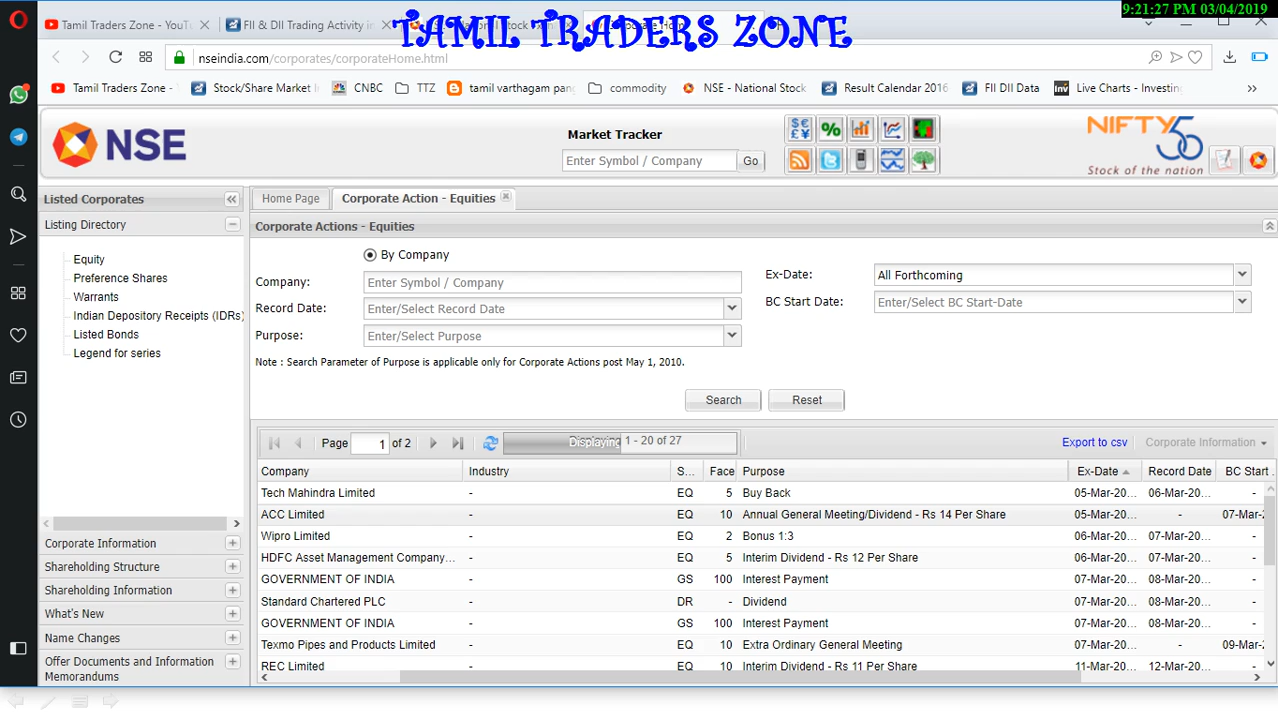 9:21:27 PM 03/04/2019
TAMIL TRADERS ZONE
Tamil Traders Zone - YouT
FII & DII Trading Activity in
nseindia.com/corporates/corporateHome.html
Tamil Traders Zone -
Stock/Share Market I
CNBC
TTZ
tamil varthagam pang
commodity
NSE - National Stock
Result Calendar 2016
FII DII Data
Inv
Live Charts - Investin
NSE
Market Tracker
Enter Symbol / Company
Go
NIFTY50
Stock of the nation
Listed Corporates
Home Page
Corporate Action - Equities
Listing Directory
Corporate Actions - Equities
Equity
Preference Shares
Warrants
Indian Depository Receipts (IDRs)
Listed Bonds
Legend for series
By Company
Company:
Enter Symbol / Company
Ex-Date:
All Forthcoming
Record Date:
Enter/Select Record Date
BC Start Date:
Enter/Select BC Start-Date
Purpose:
Enter/Select Purpose
Note : Search Parameter of Purpose is applicable only for Corporate Actions post May 1, 2010.
Search
Reset
Page 1 of 2
Displaying 1 - 20 of 27
Export to csv
Corporate Information
Company Industry S... Face Purpose Ex-Date Record Date BC Start
Tech Mahindra Limited - EQ 5 Buy Back 05-Mar-20... 06-Mar-20... -
ACC Limited - EQ 10 Annual General Meeting/Dividend - Rs 14 Per Share 05-Mar-20... - 07-Mar-
Wipro Limited - EQ 2 Bonus 1:3 06-Mar-20... 07-Mar-20... -
HDFC Asset Management Company... - EQ 5 Interim Dividend - Rs 12 Per Share 06-Mar-20... 07-Mar-20... -
GOVERNMENT OF INDIA - GS 100 Interest Payment 07-Mar-20... 08-Mar-20... -
Standard Chartered PLC - DR - Dividend 07-Mar-20... 08-Mar-20... -
GOVERNMENT OF INDIA - GS 100 Interest Payment 07-Mar-20... 08-Mar-20... -
Texmo Pipes and Products Limited - EQ 10 Extra Ordinary General Meeting 07-Mar-20... - 09-Mar-
REC Limited - EQ 10 Interim Dividend - Rs 11 Per Share 11-Mar-20... 12-Mar-20... -
Corporate Information
Shareholding Structure
Shareholding Information
What's New
Name Changes
Offer Documents and Information
Memorandums